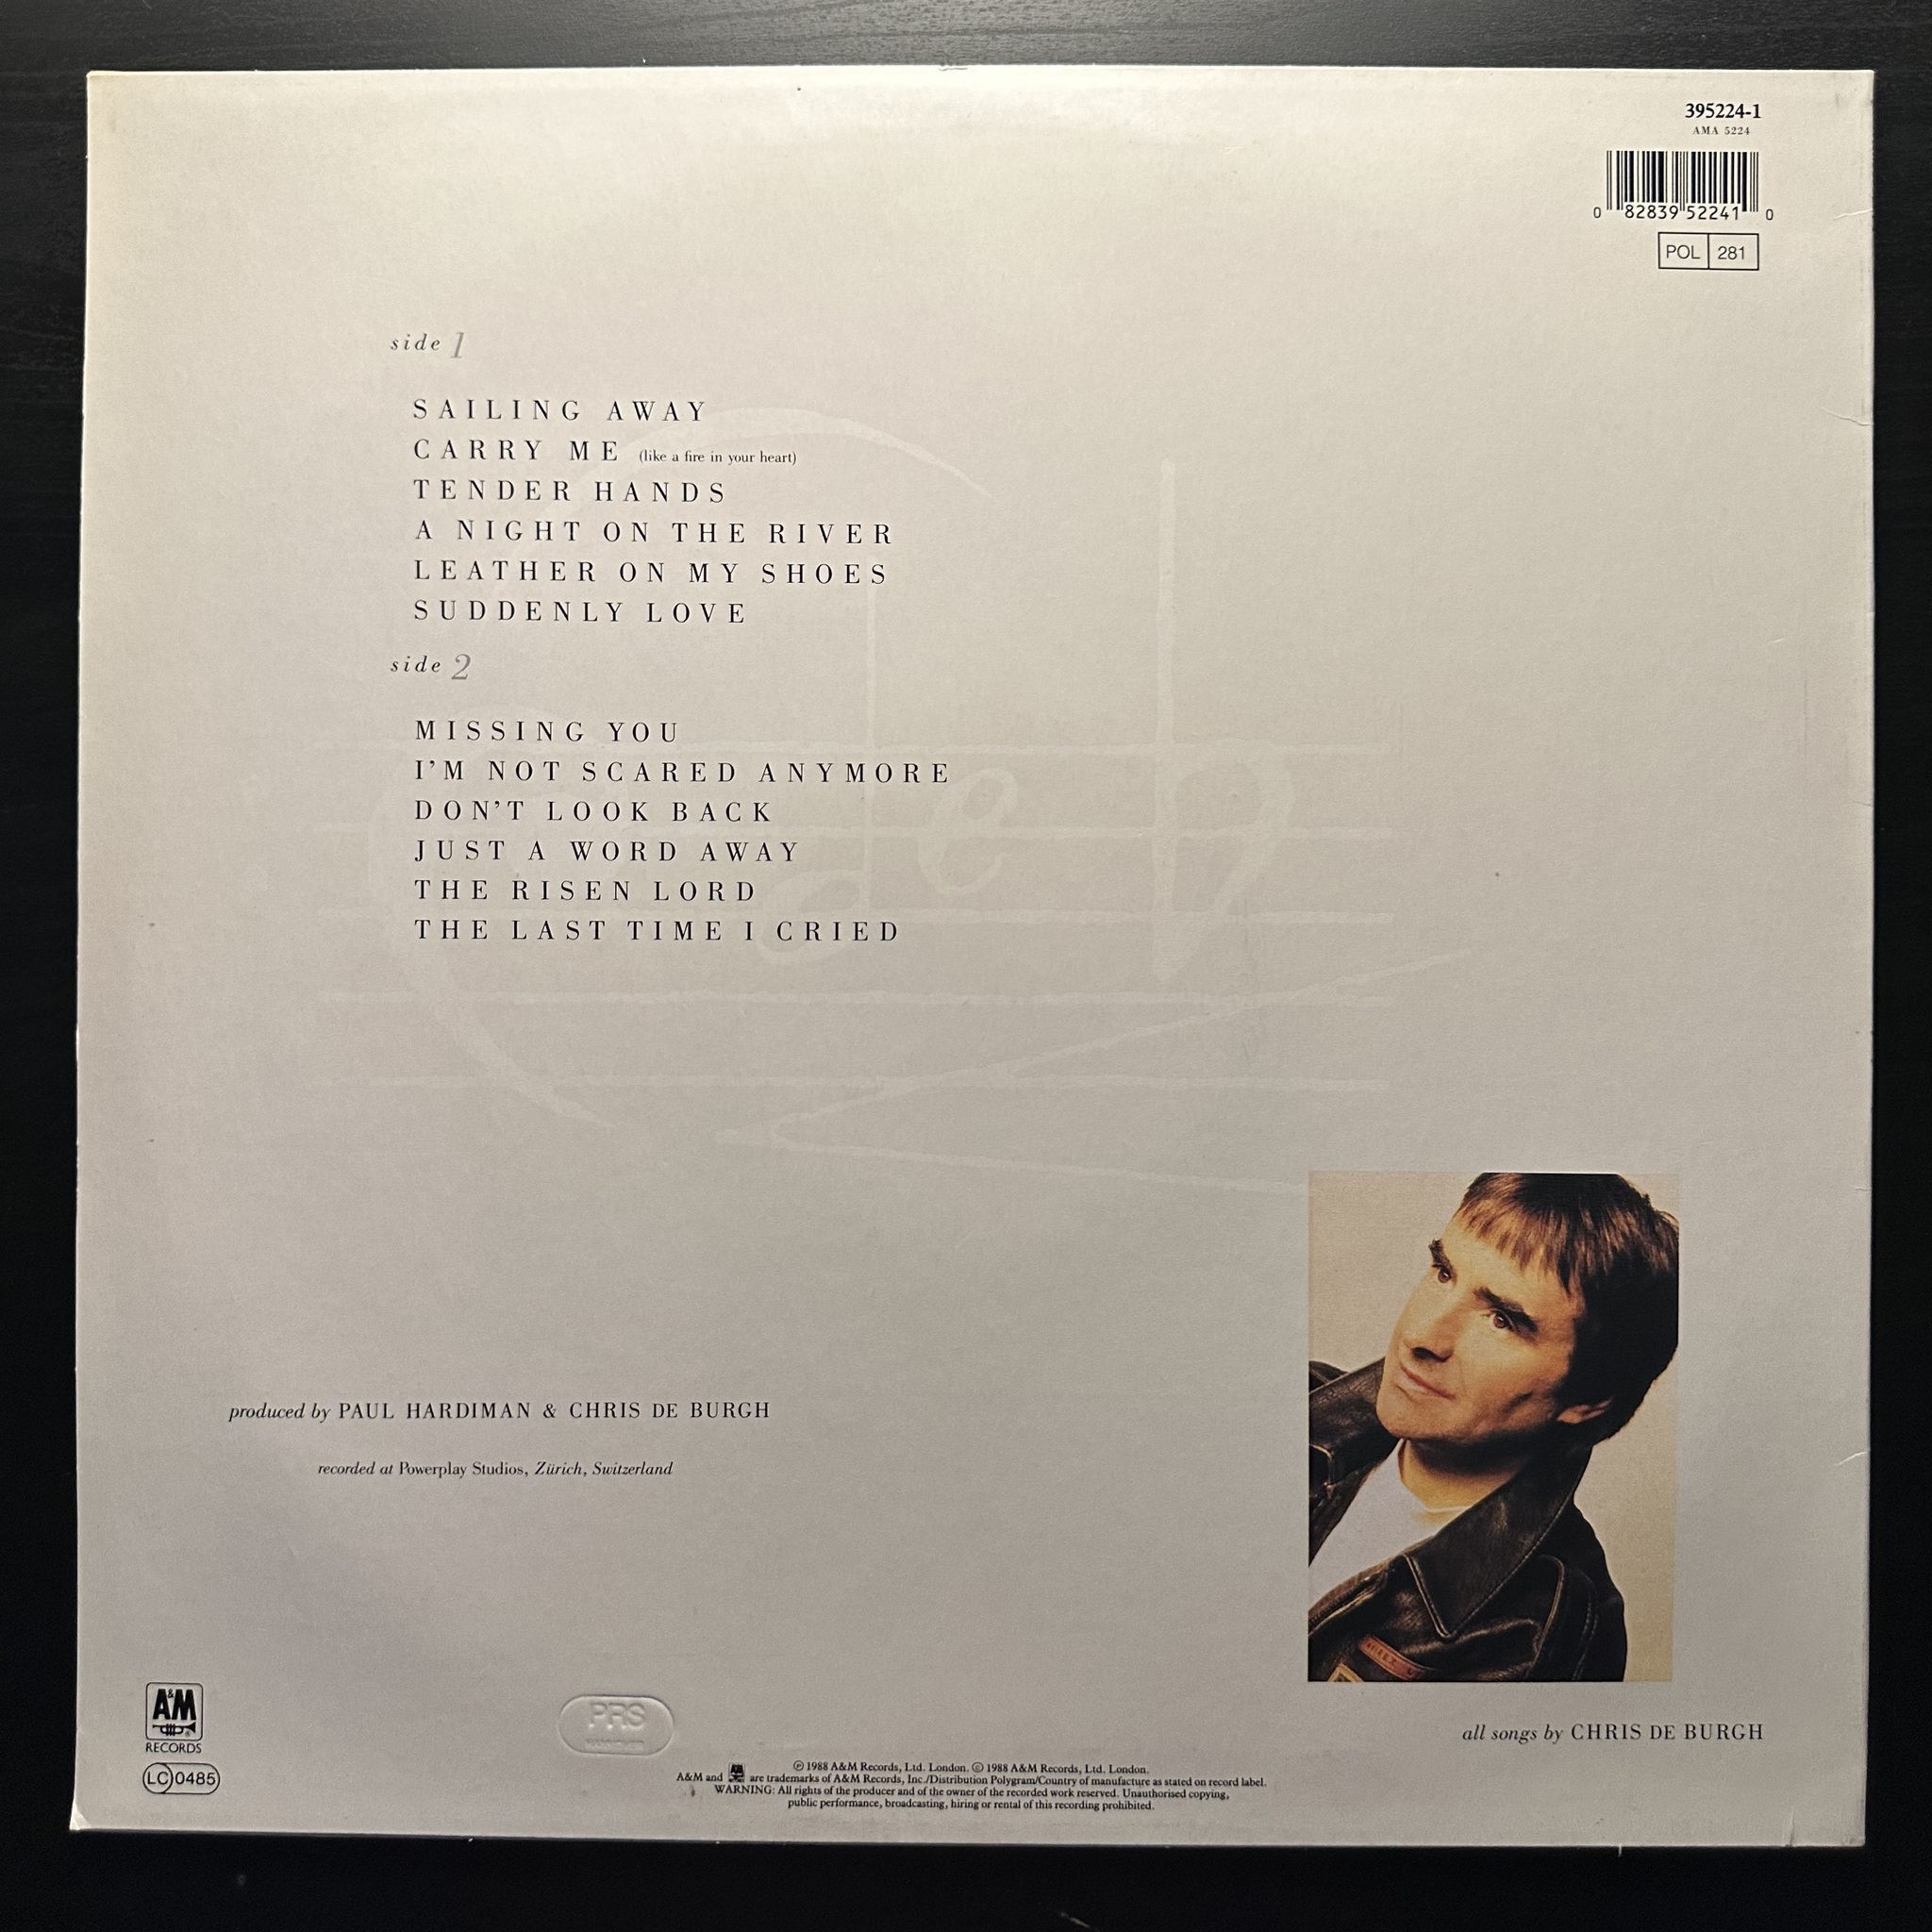 395224-1
AMA 5224
0 82839 52241 0
POL 281
side 1
SAILING AWAY
CARRY ME (like a fire in your heart)
TENDER HANDS
A NIGHT ON THE RIVER
LEATHER ON MY SHOES
SUDDENLY LOVE
side 2
MISSING YOU
I'M NOT SCARED ANYMORE
DON'T LOOK BACK
JUST A WORD AWAY
THE RISEN LORD
THE LAST TIME I CRIED
produced by PAUL HARDIMAN & CHRIS DE BURGH
recorded at Powerplay Studios, Zürich, Switzerland
all songs by CHRIS DE BURGH
A&M
RECORDS
LC 0485
PRS
℗ 1988 A&M Records, Ltd. London. © 1988 A&M Records, Ltd. London.
A&M and A&M are trademarks of A&M Records, Inc./Distribution Polygram/Country of manufacture as stated on record label.
WARNING: All rights of the producer and of the owner of the recorded work reserved. Unauthorised copying,
public performance, broadcasting, hiring or rental of this recording prohibited.